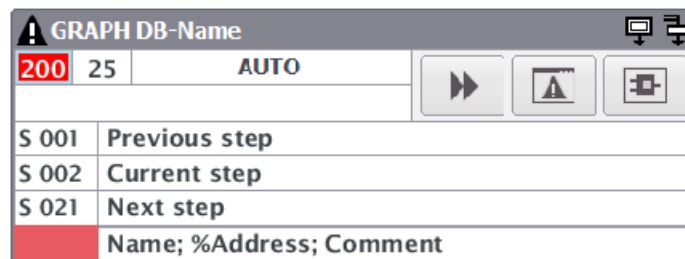 GRAPH DB-Name
200 25 AUTO
S 001 Previous step
S 002 Current step
S 021 Next step
Name; %Address; Comment